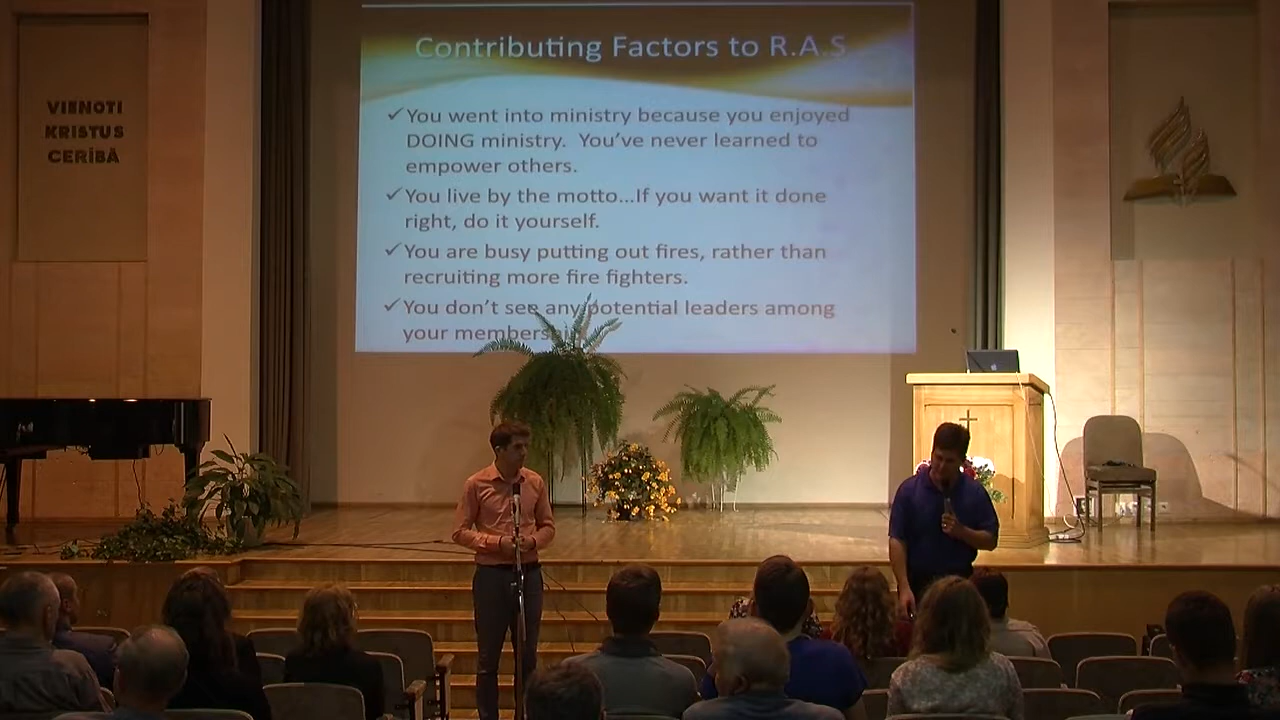 VIENOTI
KRISTUS
CERĪBĀ
Contributing Factors to R.A.S.
✓You went into ministry because you enjoyed
DOING ministry. You've never learned to
empower others.
✓You live by the motto...If you want it done
right, do it yourself.
✓You are busy putting out fires, rather than
recruiting more fire fighters.
✓You don't see any potential leaders among
your membership.